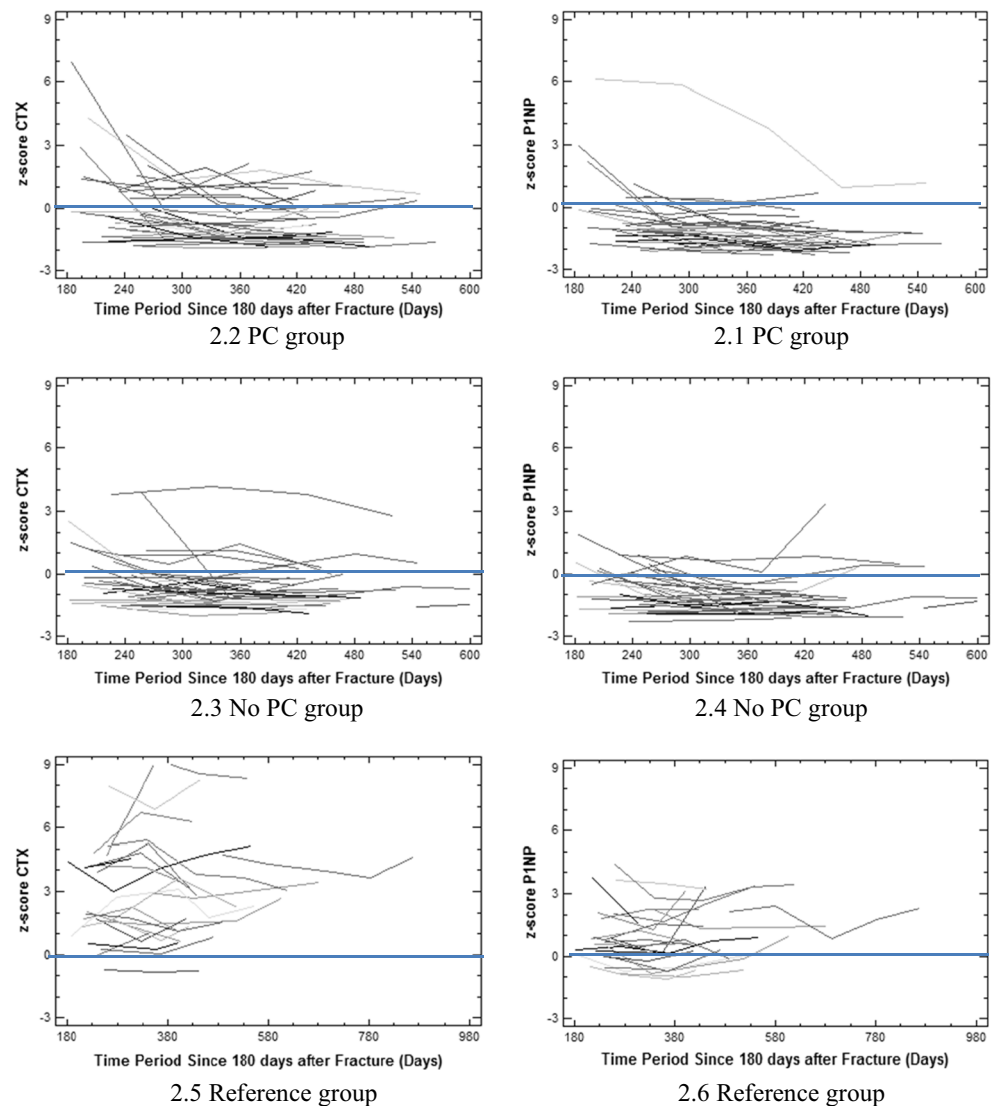 9
6
3
0
-3
z-score CTX
180 240 300 360 420 480 540 600
Time Period Since 180 days after Fracture (Days)
2.2 PC group
9
6
3
0
-3
z-score P1NP
180 240 300 360 420 480 540 600
Time Period Since 180 days after Fracture (Days)
2.1 PC group
9
6
3
0
-3
z-score CTX
180 240 300 360 420 480 540 600
Time Period Since 180 days after Fracture (Days)
2.3 No PC group
9
6
3
0
-3
z-score P1NP
180 240 300 360 420 480 540 600
Time Period Since 180 days after Fracture (Days)
2.4 No PC group
9
6
3
0
-3
z-score CTX
180 380 580 780 980
Time Period Since 180 days after Fracture (Days)
2.5 Reference group
9
6
3
0
-3
z-score P1NP
180 380 580 780 980
Time Period Since 180 days after Fracture (Days)
2.6 Reference group